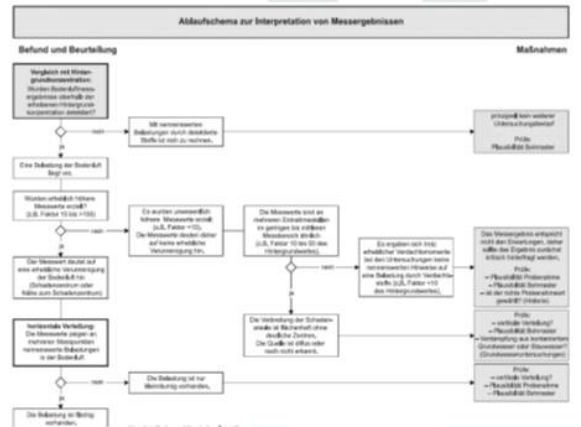 Ablaufschema zur Interpretation von Messergebnissen
Befund und Beurteilung
Maßnahmen
Vergleich mit Hinter-
grundkonzentration:
Wurden Bodenluftmess-
ergebnisse oberhalb der
erhobenen Hintergrund-
konzentration detektiert?
nein
Mit nennenswerten
Belastungen durch detektierte
Stoffe ist nicht zu rechnen.
prinzipiell kein weiterer
Untersuchungsbedarf
Prüfe:
Plausibilität Bohrraster
ja
Eine Belastung der Bodenluft
liegt vor.
Wurden erheblich höhere
Messwerte erzielt?
(z.B. Faktor 10 bis >100)
nein
Es wurden unwesentlich
höhere Messwerte erzielt
(z.B. Faktor <10).
Die Messwerte deuten daher
auf keine erhebliche
Verunreinigung hin.
Die Messwerte sind an
mehreren Entnahmestellen
im geringen bis mittleren
Messbereich ähnlich
(z.B. Faktor 10 bis 50 des
Hintergrundwertes).
nein
Es ergeben sich trotz
erheblicher Verdachtsmomente
bei den Untersuchungen keine
nennenswerten Hinweise auf
eine Belastung durch Verdachts-
stoffe (z.B. Faktor <10
des Hintergrundwertes).
Das Messergebnis entspricht
nicht den Erwartungen, daher
sollte das Ergebnis zunächst
kritisch hinterfragt werden.
Prüfe:
– Plausibilität Probenahme
– Plausibilität Bohrraster
– ist der richtige Probenahmeort
gewählt? (Historie)
ja
Der Messwert deutet auf
eine erhebliche Verunreinigung
der Bodenluft hin
(Schadenszentrum oder
Nähe zum Schadenszentrum)
ja
Die Verbreitung der Schadstoffe
ist flächenhaft ohne
deutliche Zentren.
Die Quelle ist diffus oder
noch nicht erkannt.
Prüfe:
– vertikale Verteilung?
– Plausibilität Bohrraster
– Verdampfung aus kontaminiertem
Grundwasser oder Stauwasser?
(Grundwasseruntersuchungen)
horizontale Verteilung:
Die Messwerte zeigen an
mehreren Messpunkten
nennenswerte Belastungen
in der Bodenluft.
nein
Die Belastung ist nur
kleinräumig vorhanden.
Prüfe:
– vertikale Verteilung?
– Plausibilität Probenahme
– Plausibilität Bohrraster
ja
Die Belastung ist flächig
vorhanden.